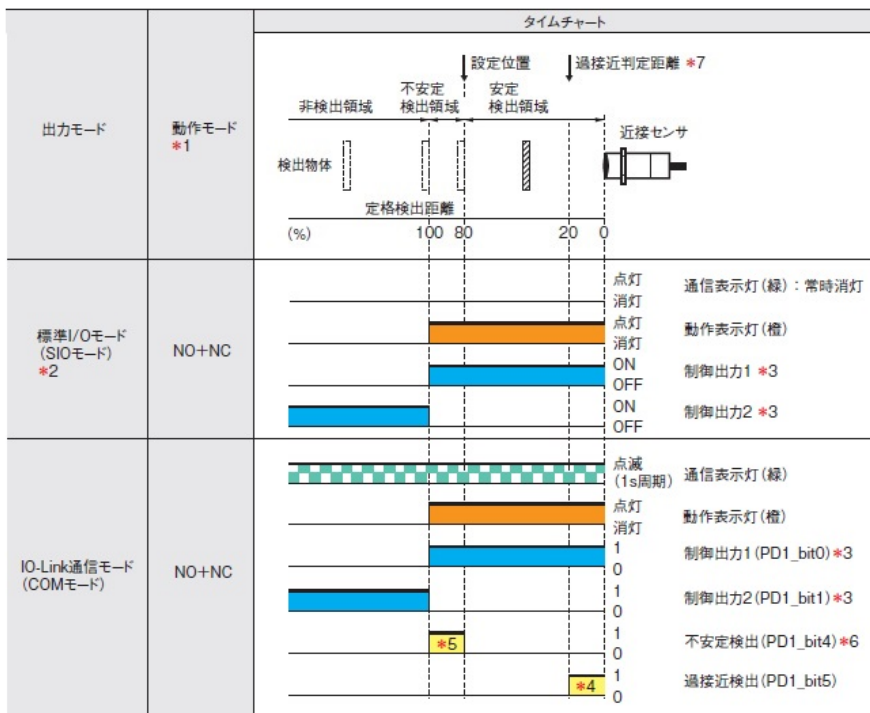 タイムチャート
出力モード
動作モード
*1
設定位置
過接近判定距離 *7
非検出領域
不安定
検出領域
安定
検出領域
近接センサ
検出物体
定格検出距離
(%)
100 80 20 0
標準I/Oモード
(SIOモード)
*2
NO+NC
点灯
消灯
通信表示灯(緑)：常時消灯
点灯
消灯
動作表示灯(橙)
ON
OFF
制御出力1 *3
ON
OFF
制御出力2 *3
IO-Link通信モード
(COMモード)
NO+NC
点滅
(1s周期)
通信表示灯(緑)
点灯
消灯
動作表示灯(橙)
1
0
制御出力1(PD1_bit0)*3
1
0
制御出力2(PD1_bit1)*3
*5
1
0
不安定検出(PD1_bit4)*6
*4
1
0
過接近検出(PD1_bit5)